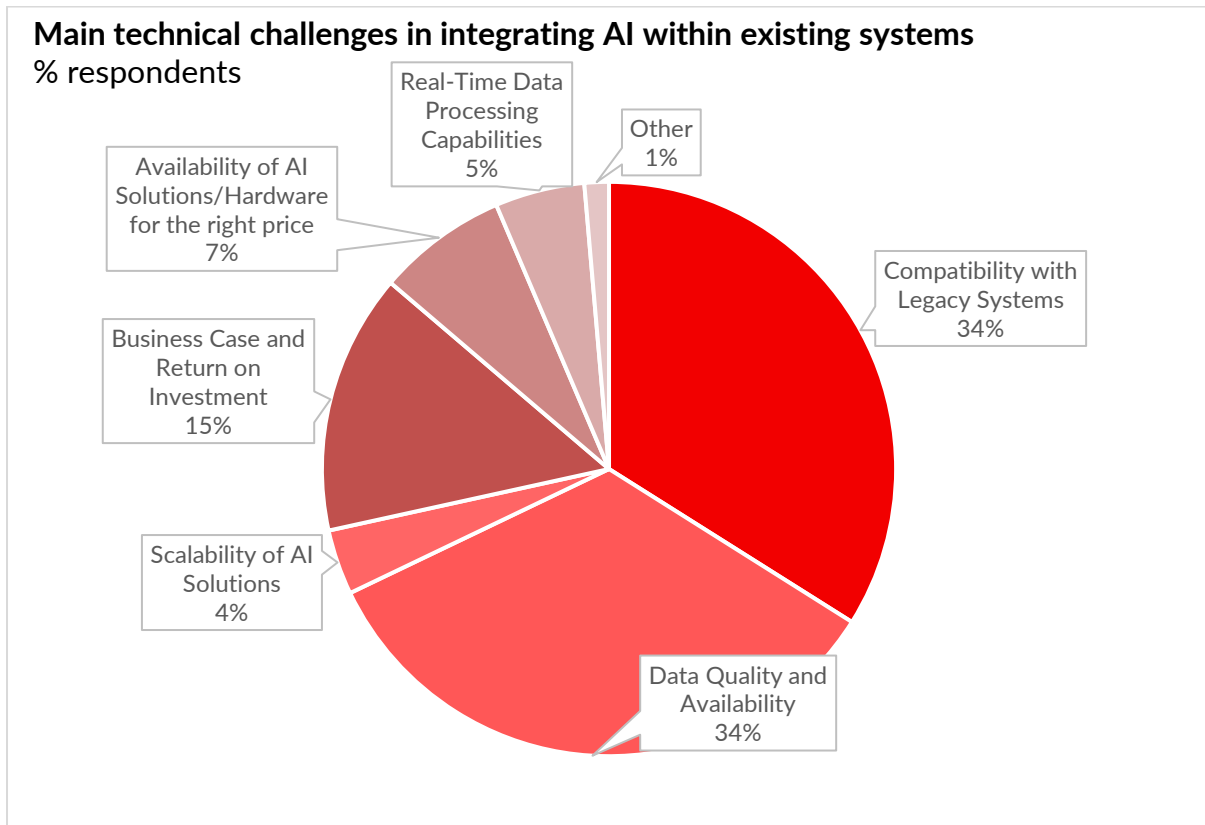 Main technical challenges in integrating AI within existing systems
% respondents
Real-Time Data
Processing
Capabilities
5%
Other
1%
Availability of AI
Solutions/Hardware
for the right price
7%
Compatibility with
Legacy Systems
34%
Business Case and
Return on
Investment
15%
Scalability of AI
Solutions
4%
Data Quality and
Availability
34%